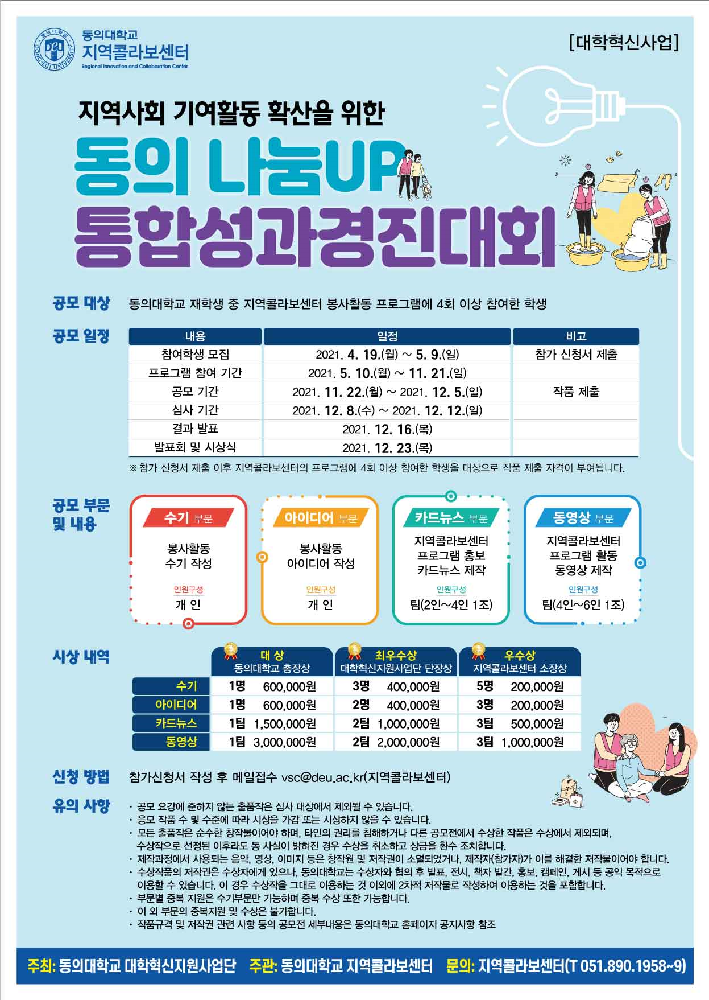 동의대학교
지역콜라보센터
Regional Innovation and Collaboration Center
동의대학교
DEU
DONG-EUI UNIVERSITY
[대학혁신사업]
지역사회 기여활동 확산을 위한
동의 나눔UP
통합성과경진대회
공모 대상 동의대학교 재학생 중 지역콜라보센터 봉사활동 프로그램에 4회 이상 참여한 학생
공모 일정
내용 일정 비고
참여학생 모집 2021. 4. 19.(월) ~ 5. 9.(일) 참가 신청서 제출
프로그램 참여 기간 2021. 5. 10.(월) ~ 11. 21.(일)
공모 기간 2021. 11. 22.(월) ~ 2021. 12. 5.(일) 작품 제출
심사 기간 2021. 12. 8.(수) ~ 2021. 12. 12.(일)
결과 발표 2021. 12. 16.(목)
발표회 및 시상식 2021. 12. 23.(목)
※ 참가 신청서 제출 이후 지역콜라보센터의 프로그램에 4회 이상 참여한 학생을 대상으로 작품 제출 자격이 부여됩니다.
공모 부문
및 내용
수기 부문
봉사활동
수기 작성
인원구성
개 인
아이디어 부문
봉사활동
아이디어 작성
인원구성
개 인
카드뉴스 부문
지역콜라보센터
프로그램 홍보
카드뉴스 제작
인원구성
팀(2인~4인 1조)
동영상 부문
지역콜라보센터
프로그램 활동
동영상 제작
인원구성
팀(4인~6인 1조)
시상 내역
대 상 최우수상 우수상
동의대학교 총장상 대학혁신지원사업단 단장상 지역콜라보센터 소장상
수기 1명 600,000원 3명 400,000원 5명 200,000원
아이디어 1명 600,000원 2명 400,000원 3명 200,000원
카드뉴스 1팀 1,500,000원 2팀 1,000,000원 3팀 500,000원
동영상 1팀 3,000,000원 2팀 2,000,000원 3팀 1,000,000원
신청 방법 참가신청서 작성 후 메일접수 vsc@deu.ac.kr(지역콜라보센터)
유의 사항
· 공모 요강에 준하지 않는 출품작은 심사 대상에서 제외될 수 있습니다.
· 응모 작품 수 및 수준에 따라 시상을 가감 또는 시상하지 않을 수 있습니다.
· 모든 출품작은 순수한 창작물이어야 하며, 타인의 권리를 침해하거나 다른 공모전에서 수상한 작품은 수상에서 제외되며,
수상작으로 선정된 이후라도 동 사실이 밝혀진 경우 수상을 취소하고 상금을 환수 조치합니다.
· 제작과정에서 사용되는 음악, 영상, 이미지 등은 창작원 및 저작권이 소멸되었거나, 제작자(참가자)가 이를 해결한 저작물이어야 합니다.
· 수상작품의 저작권은 수상자에게 있으나, 동의대학교는 수상자와 협의 후 발표, 전시, 책자 발간, 홍보, 캠페인, 게시 등 공익 목적으로
이용할 수 있습니다. 이 경우 수상작을 그대로 이용하는 것 이외에 2차적 저작물로 작성하여 이용하는 것을 포함합니다.
· 부문별 중복 지원은 수기부문만 가능하며 중복 수상 또한 가능합니다.
· 이 외 부문의 중복지원 및 수상은 불가합니다.
· 작품규격 및 저작권 관련 사항 등의 공모전 세부내용은 동의대학교 홈페이지 공지사항 참조
주최: 동의대학교 대학혁신지원사업단 주관: 동의대학교 지역콜라보센터 문의: 지역콜라보센터(T 051.890.1958~9)